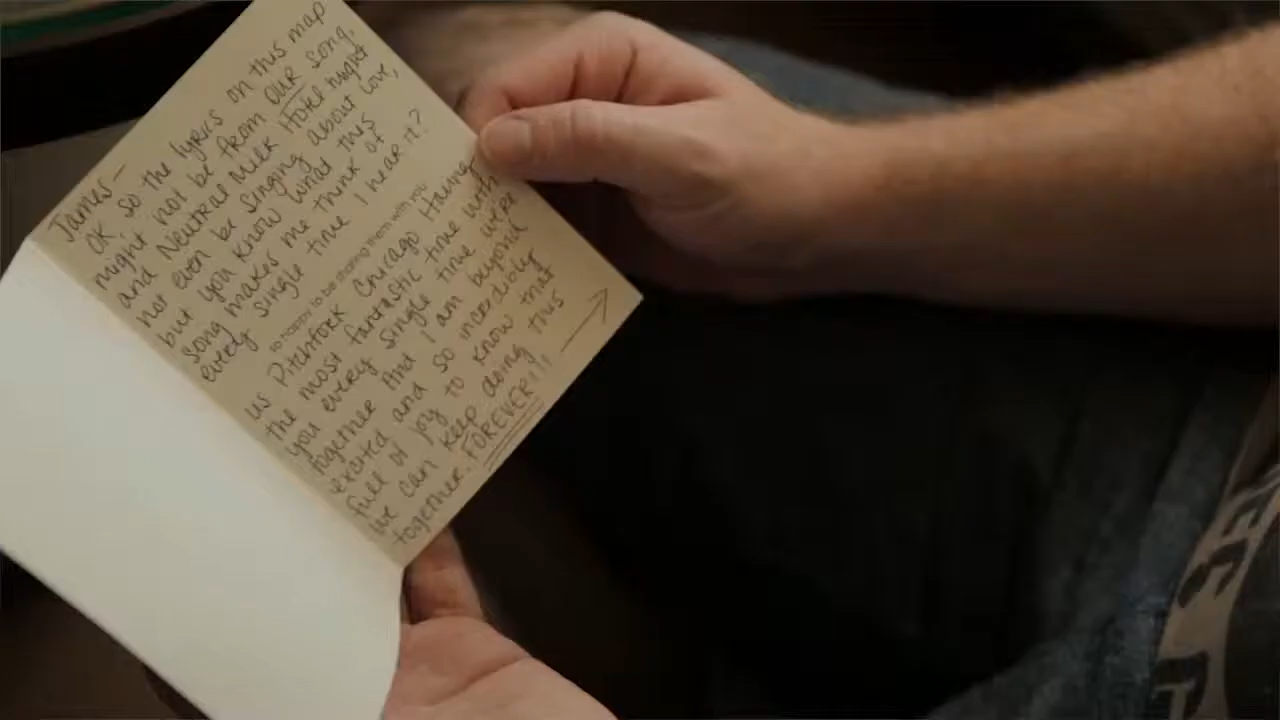 James-
OK so the lyrics on this map
might not be from OUR song,
and Neutral Milk Hotel might
not even be singing about love,
but you know what this
song makes me think of
every single time I hear it?
so happy to be sharing them with you
us Pitchfork Chicago Having
the most fantastic time with
you every single time we're
together And I am beyond
excited and so incredibly
full of joy to know that
we can keep doing this
together. FOREVER!!! →